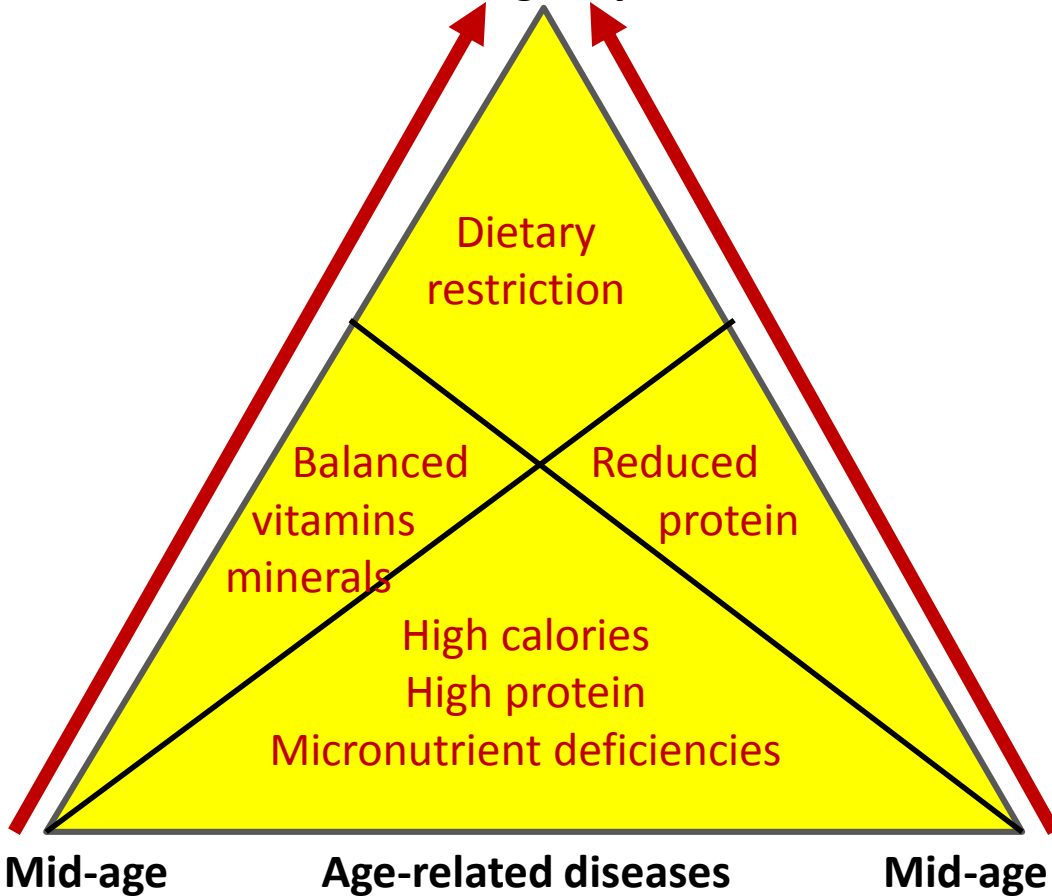 Dietary
restriction
Balanced
vitamins
minerals
Reduced
protein
High calories
High protein
Micronutrient deficiencies
Mid-age Age-related diseases Mid-age